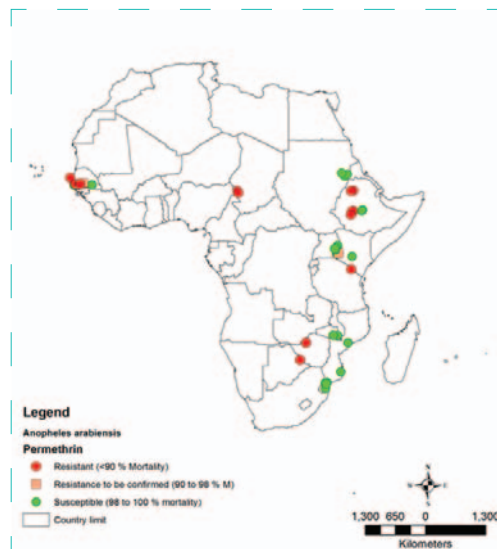 Legend
Anopheles arabiensis
Permethrin
Resistant (<90 % Mortality)
Resistance to be confirmed (90 to 98 % M)
Susceptible (98 to 100 % mortality)
Country limit
N
W
E
S
1,300 650 0 1,300
Kilometers